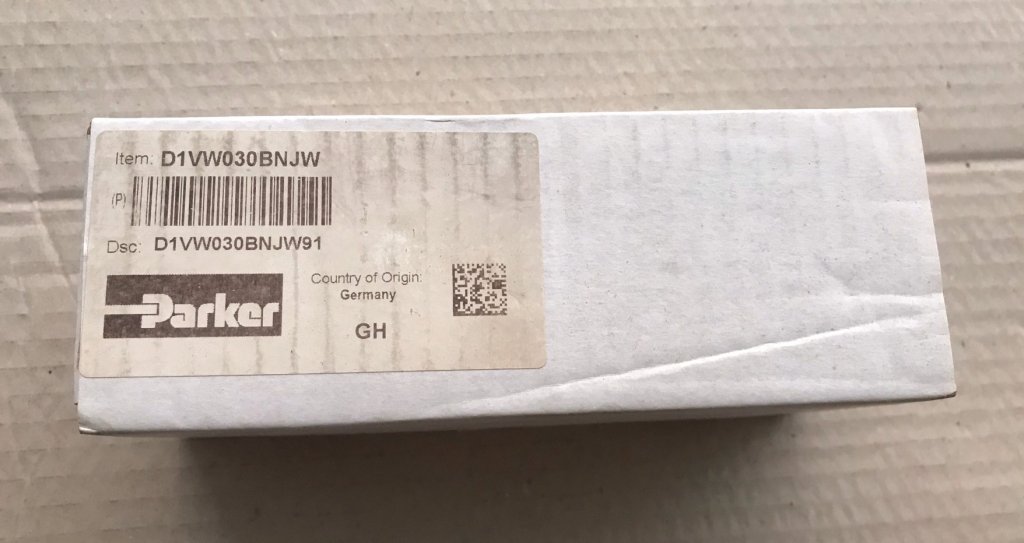 Item: D1VW030BNJW
(P)
Dsc: D1VW030BNJW91
Parker
Country of Origin:
Germany
GH